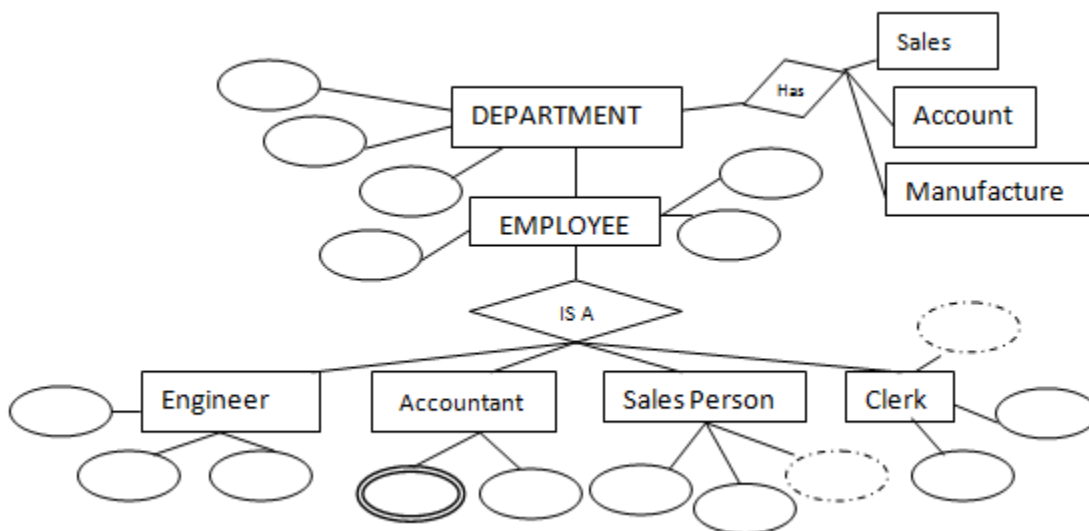 Sales
Has
DEPARTMENT
Account
Manufacture
EMPLOYEE
IS A
Engineer
Accountant
Sales Person
Clerk